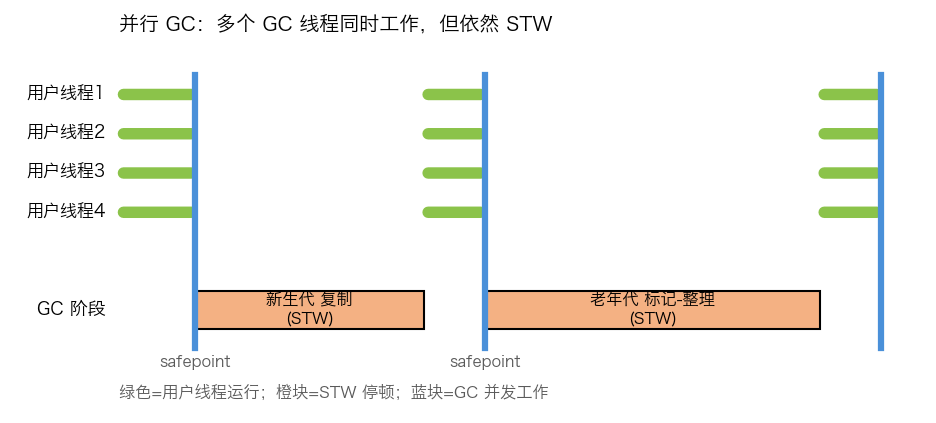 并行 GC：多个 GC 线程同时工作，但依然 STW
用户线程1
用户线程2
用户线程3
用户线程4
GC 阶段
新生代 复制
(STW)
老年代 标记-整理
(STW)
safepoint
safepoint
绿色=用户线程运行；橙块=STW 停顿；蓝块=GC 并发工作